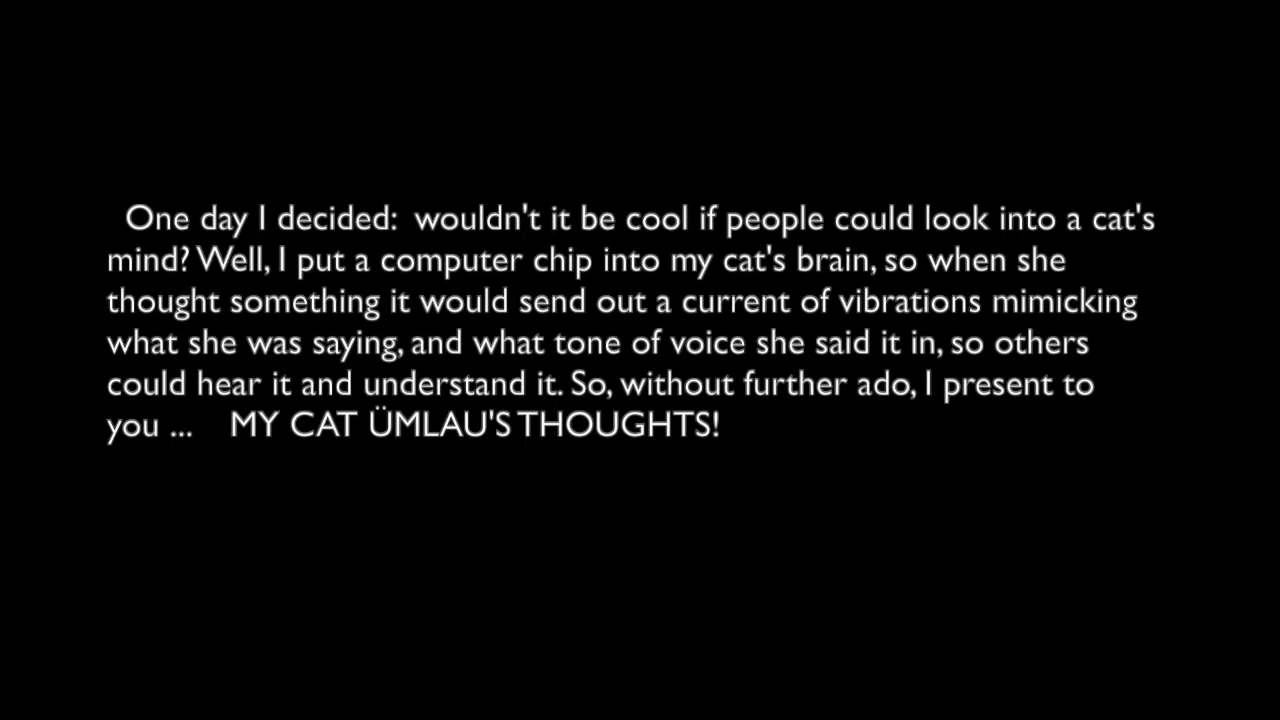 One day I decided:  wouldn't it be cool if people could look into a cat's
mind? Well, I put a computer chip into my cat's brain, so when she
thought something it would send out a current of vibrations mimicking
what she was saying, and what tone of voice she said it in, so others
could hear it and understand it. So, without further ado, I present to
you ...    MY CAT ÜMLAU'S THOUGHTS!